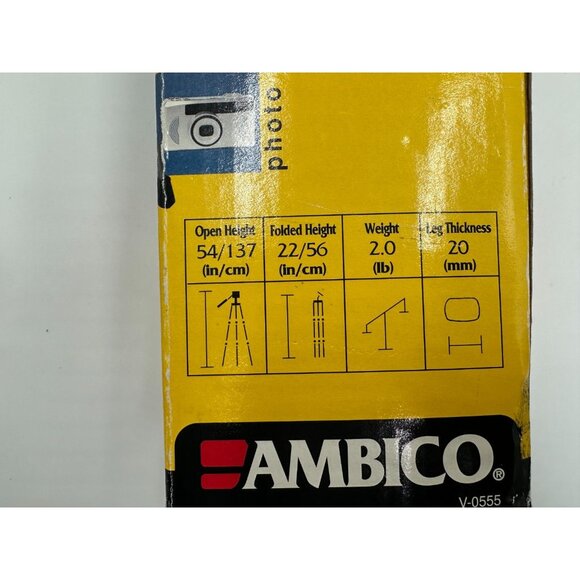 photo
Open Height Folded Height Weight Leg Thickness
54/137 22/56 2.0 20
(in/cm) (in/cm) (lb) (mm)
AMBICO®
V-0555